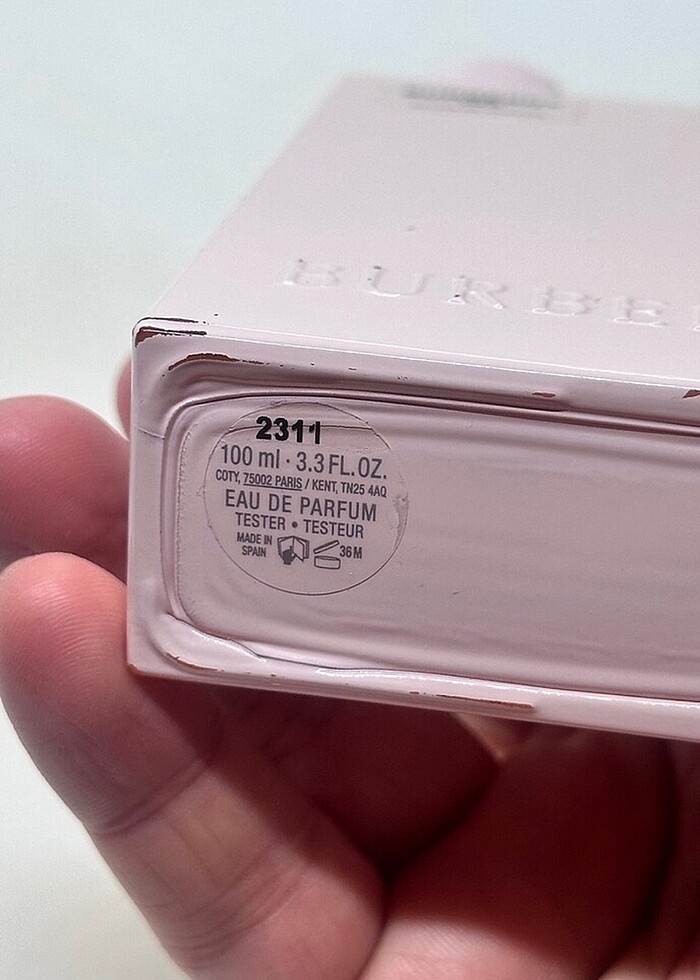 BURBE
2311
100 ml · 3.3 FL.OZ.
COTY, 75002 PARIS / KENT, TN25 4AQ
EAU DE PARFUM
TESTER • TESTEUR
MADE IN
SPAIN
36M